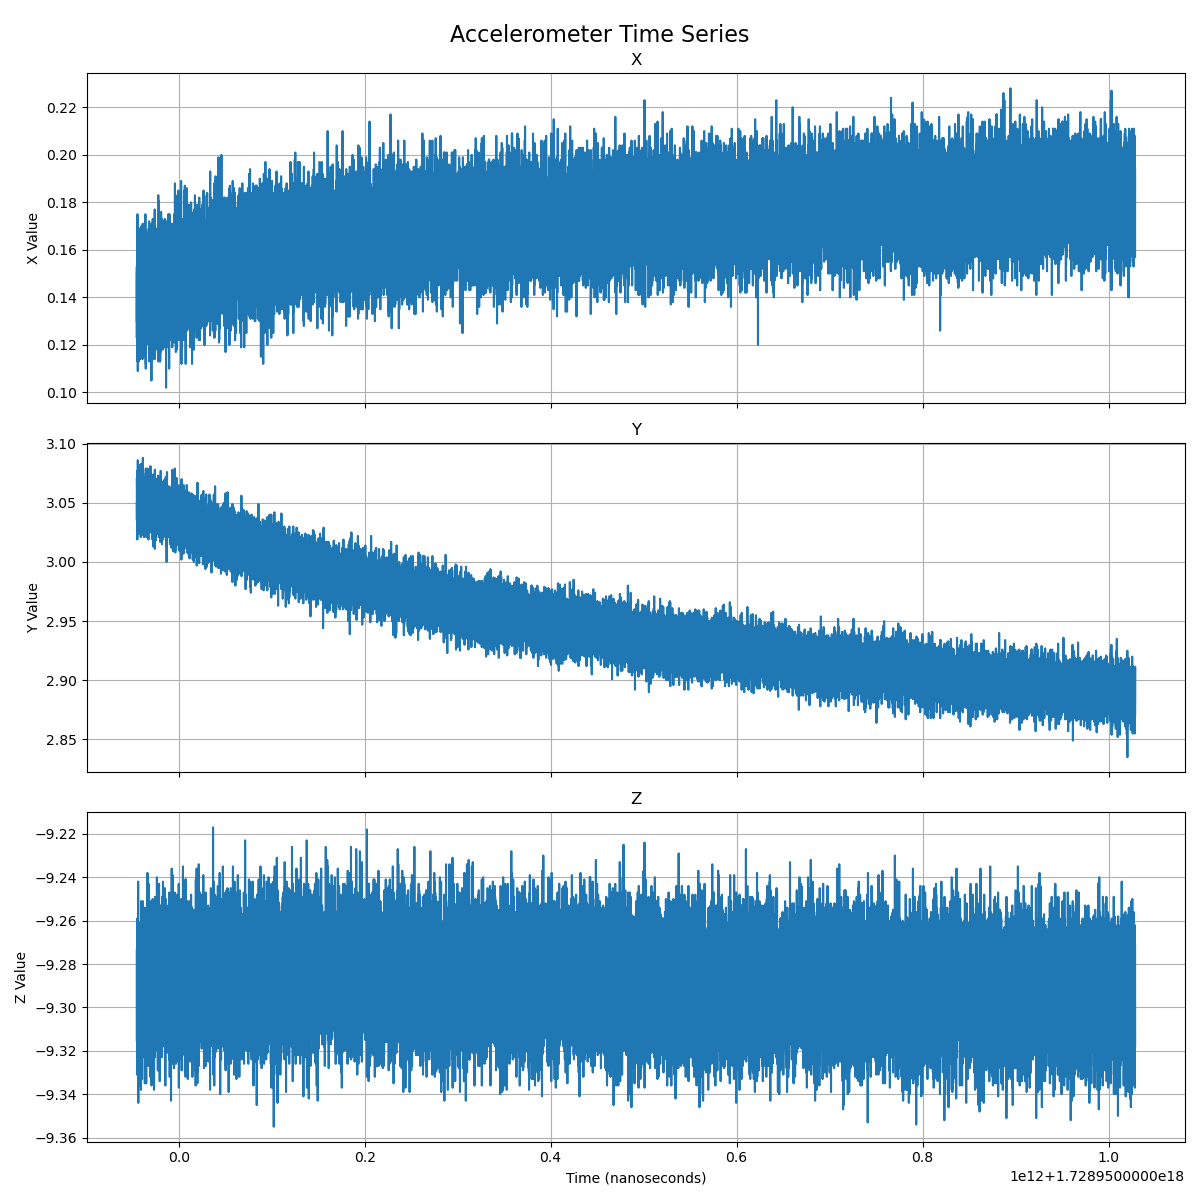 Accelerometer Time Series
X
0.22
0.20
0.18
0.16
0.14
0.12
0.10
X Value
Y
3.10
3.05
3.00
2.95
2.90
2.85
Y Value
Z
−9.22
−9.24
−9.26
−9.28
−9.30
−9.32
−9.34
−9.36
Z Value
0.0 0.2 0.4 0.6 0.8 1.0
Time (nanoseconds)
1e12+1.7289500000e18